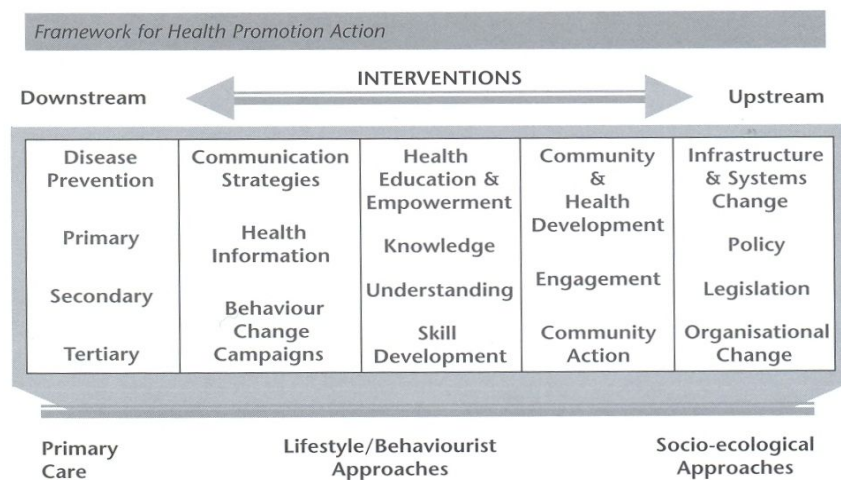 Framework for Health Promotion Action
INTERVENTIONS
Downstream
Upstream
Disease
Prevention
Primary
Secondary
Tertiary
Communication
Strategies
Health
Information
Behaviour
Change
Campaigns
Health
Education &
Empowerment
Knowledge
Understanding
Skill
Development
Community
&
Health
Development
Engagement
Community
Action
Infrastructure
& Systems
Change
Policy
Legislation
Organisational
Change
Primary
Care
Lifestyle/Behaviourist
Approaches
Socio-ecological
Approaches